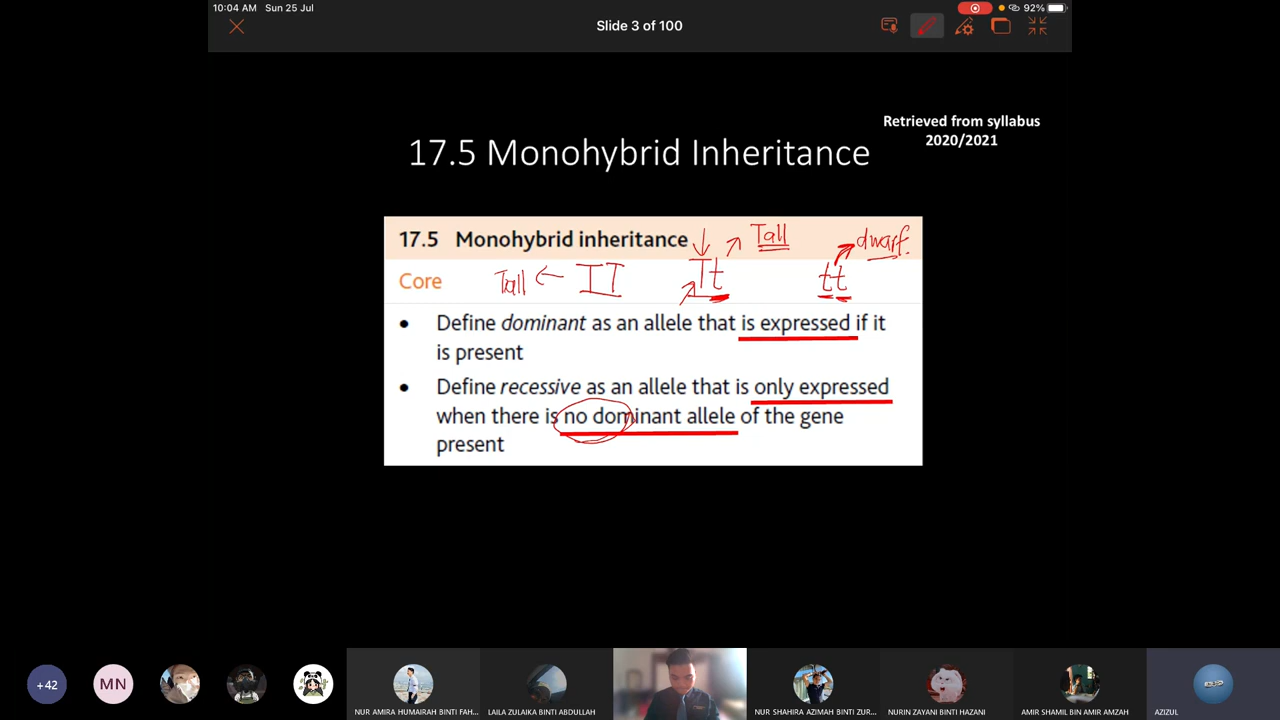 10:04 AM Sun 25 Jul
92%
Slide 3 of 100
Retrieved from syllabus
2020/2021
17.5 Monohybrid Inheritance
17.5 Monohybrid inheritance
Tall
dwarf
Core
Tall ← TT
Tt
tt
• Define dominant as an allele that is expressed if it
is present
• Define recessive as an allele that is only expressed
when there is no dominant allele of the gene
present
+42
MN
NUR AMIRA HUMAIRAH BINTI FAH...
LAILA ZULAIKA BINTI ABDULLAH
NUR SHAHIRA AZIMAH BINTI ZUR...
NURIN ZAYANI BINTI HAZANI
AMIR SHAMIL BIN AMIR AMZAH
AZIZUL